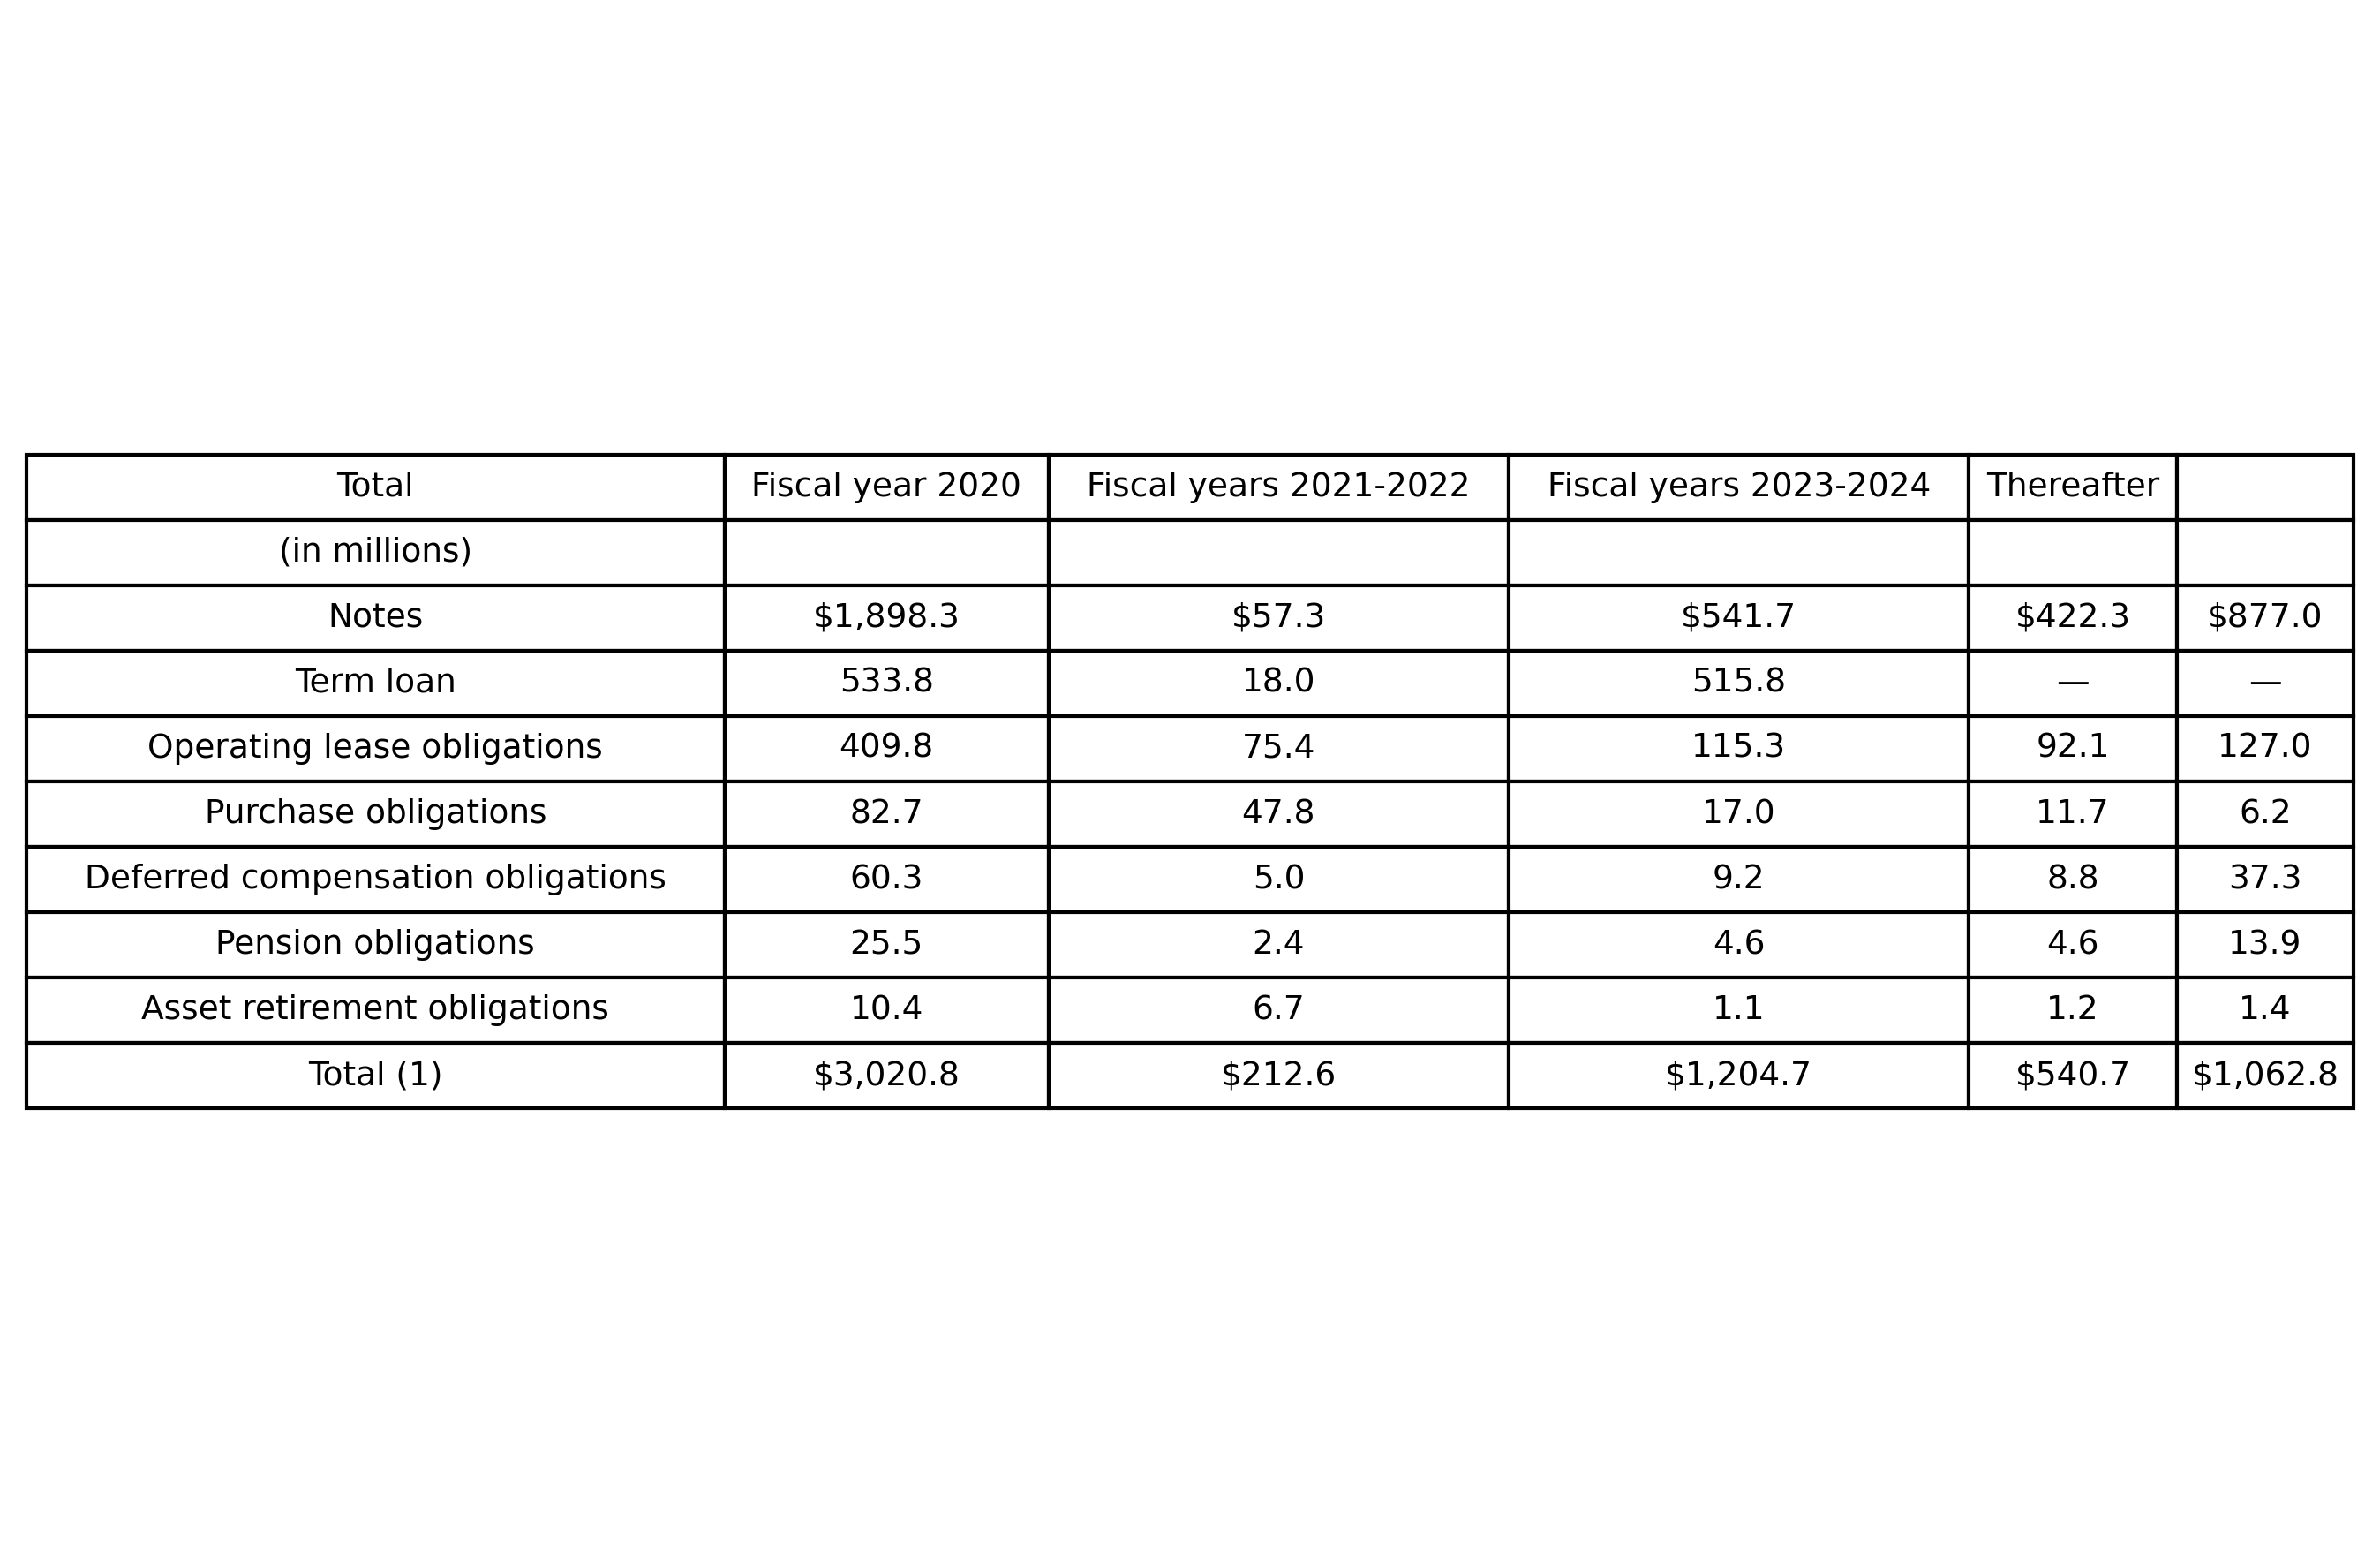 Total Fiscal year 2020 Fiscal years 2021-2022 Fiscal years 2023-2024 Thereafter
(in millions)
Notes $1,898.3 $57.3 $541.7 $422.3 $877.0
Term loan 533.8 18.0 515.8 — —
Operating lease obligations 409.8 75.4 115.3 92.1 127.0
Purchase obligations 82.7 47.8 17.0 11.7 6.2
Deferred compensation obligations 60.3 5.0 9.2 8.8 37.3
Pension obligations 25.5 2.4 4.6 4.6 13.9
Asset retirement obligations 10.4 6.7 1.1 1.2 1.4
Total (1) $3,020.8 $212.6 $1,204.7 $540.7 $1,062.8